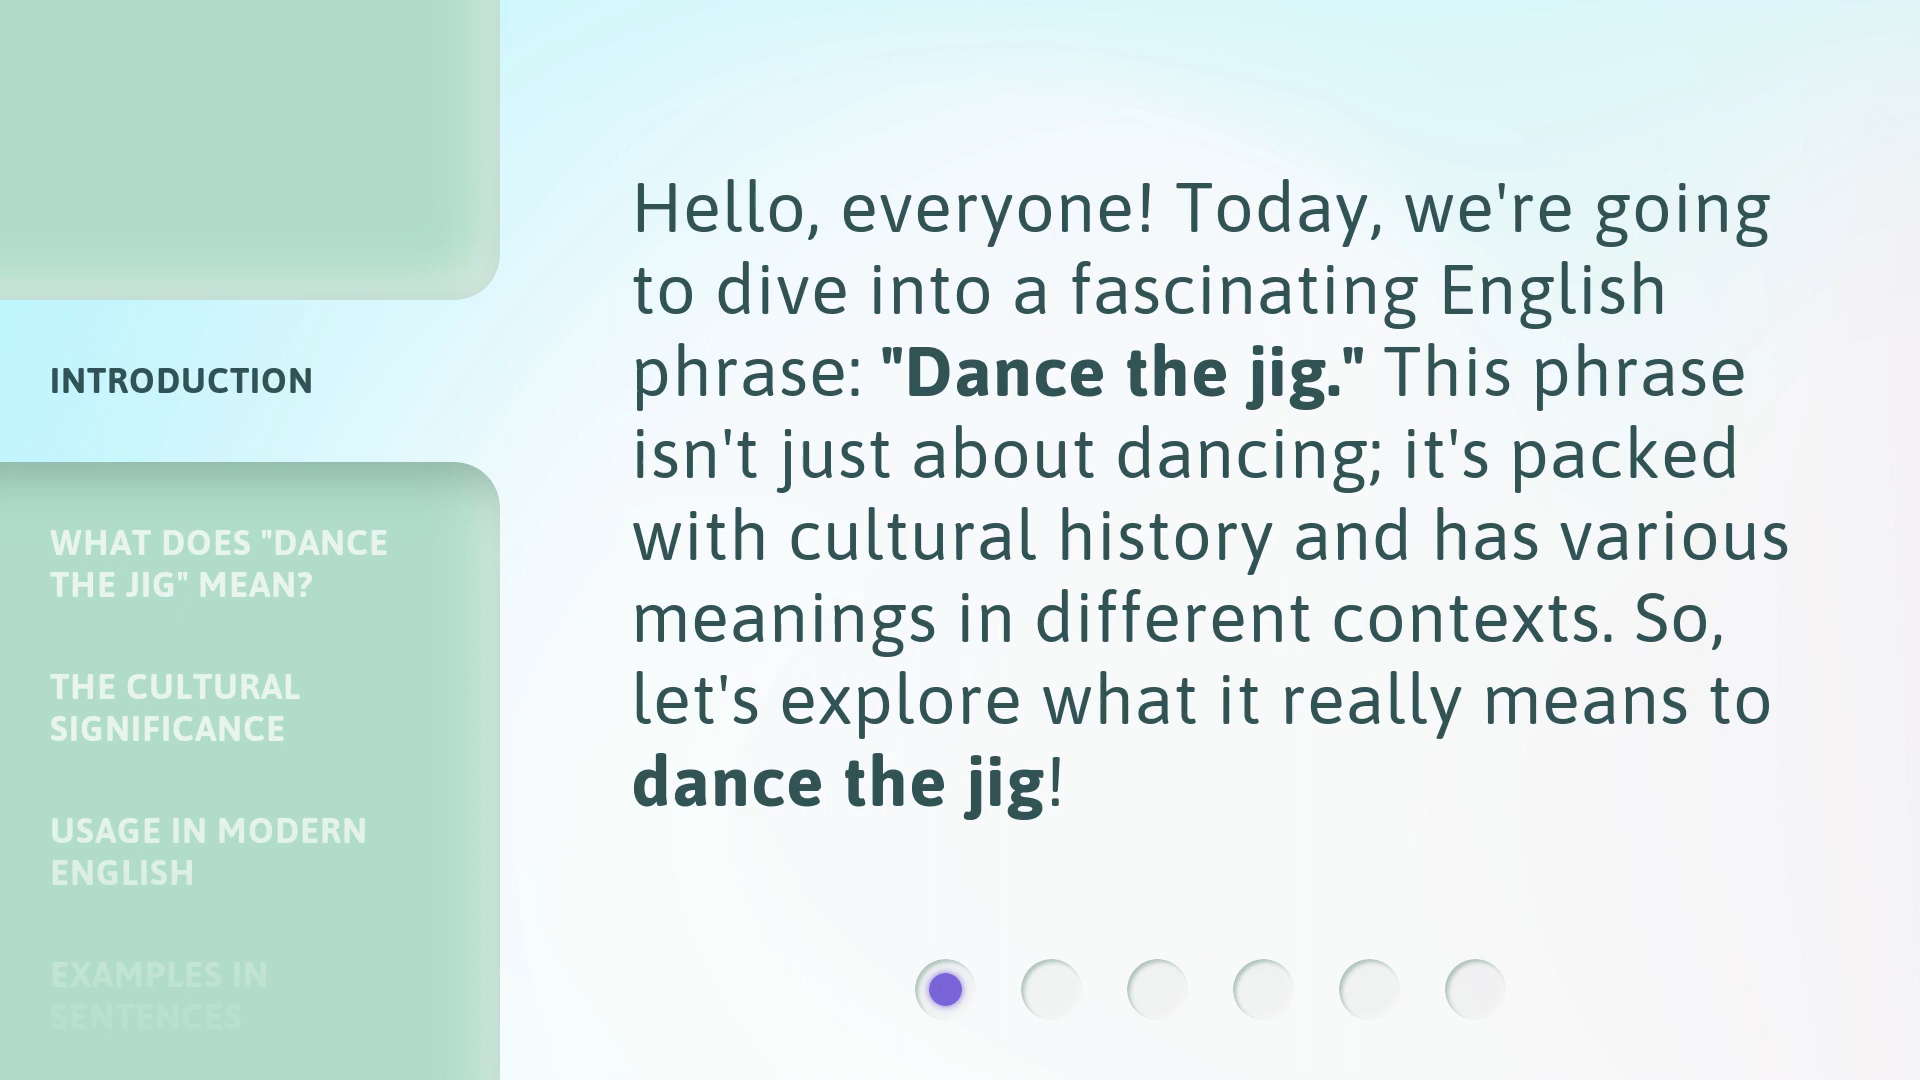 INTRODUCTION
WHAT DOES "DANCE
THE JIG" MEAN?
THE CULTURAL
SIGNIFICANCE
USAGE IN MODERN
ENGLISH
EXAMPLES IN
SENTENCES
Hello, everyone! Today, we're going
to dive into a fascinating English
phrase: "Dance the jig." This phrase
isn't just about dancing; it's packed
with cultural history and has various
meanings in different contexts. So,
let's explore what it really means to
dance the jig!